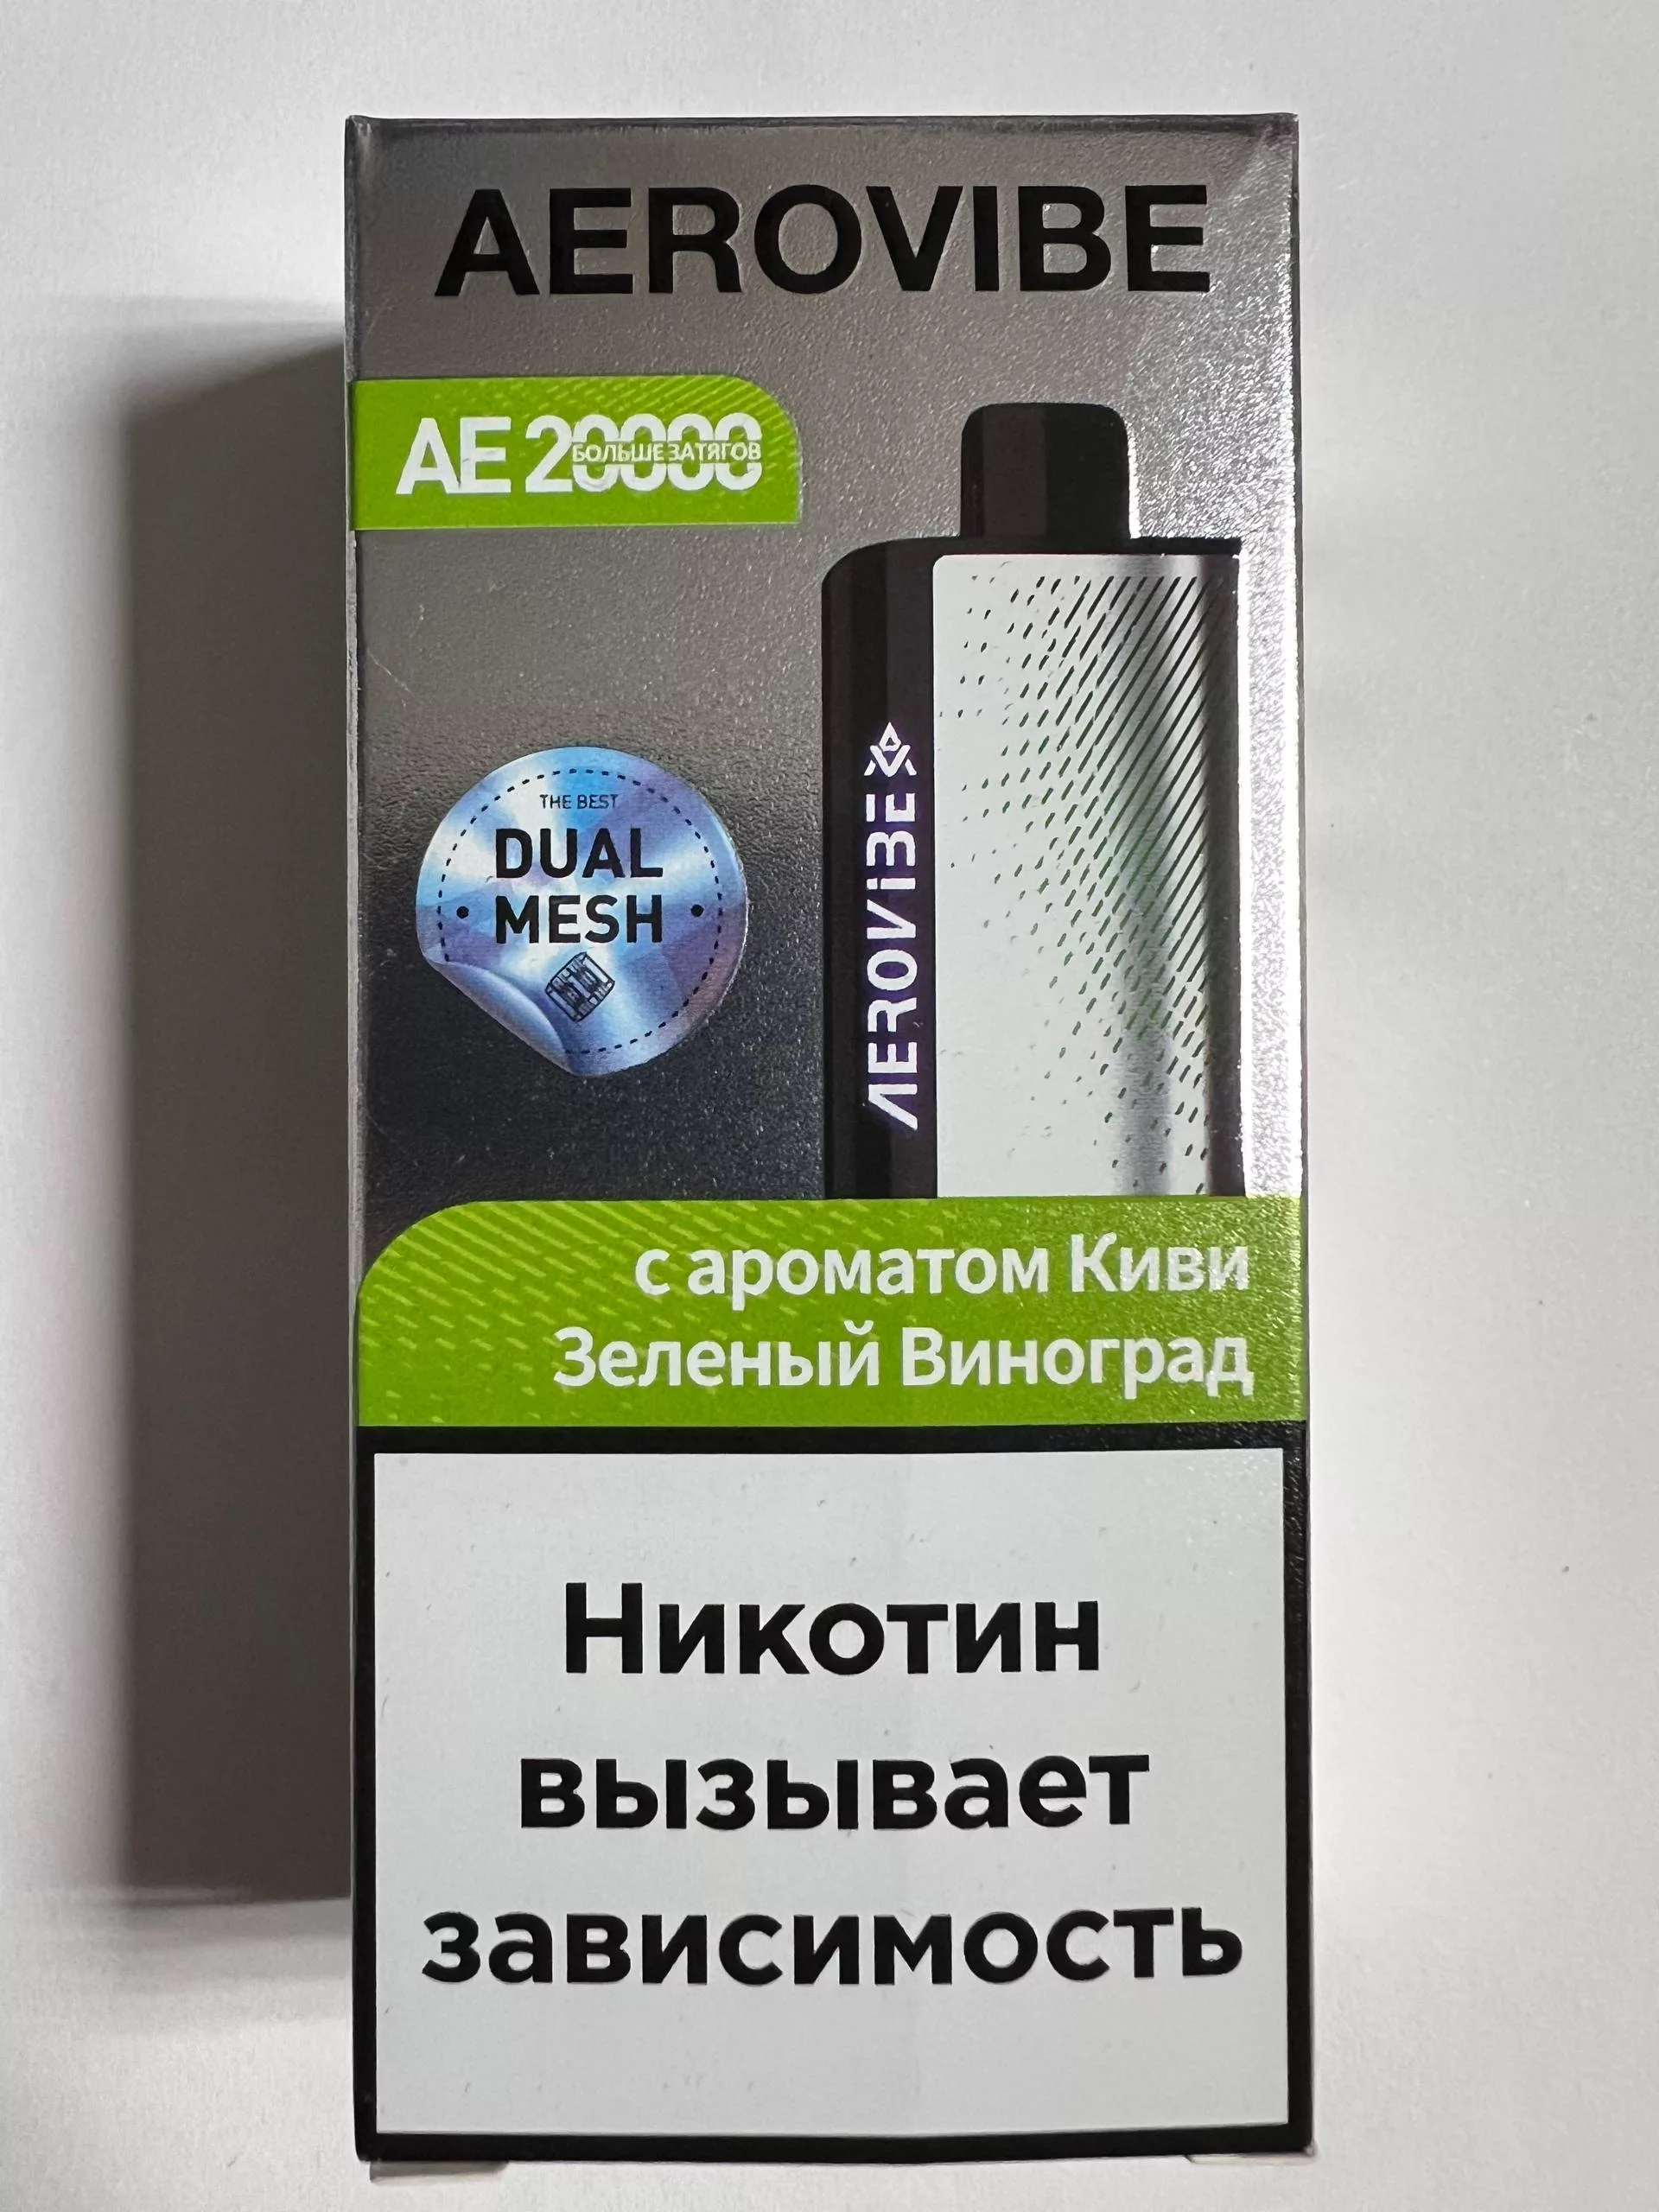 AEROVIBE
AE 20000
БОЛЬШЕ ЗАТЯГОВ
THE BEST
DUAL
MESH
AEROVIBE
с ароматом Киви
Зеленый Виноград
Никотин
вызывает
зависимость